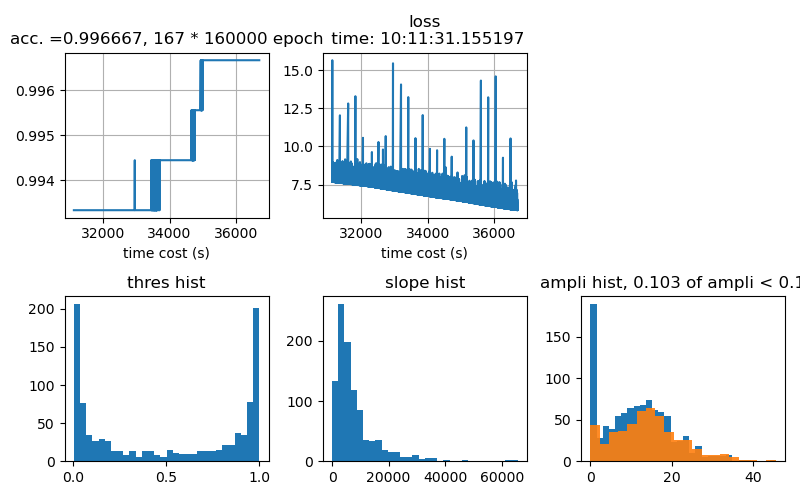 loss
acc. =0.996667, 167 * 160000 epoch time: 10:11:31.155197
0.996
0.995
0.994
32000 34000 36000
time cost (s)
15.0
12.5
10.0
7.5
32000 34000 36000
time cost (s)
thres hist
200
150
100
50
0
0.0 0.5 1.0
slope hist
200
100
0
0 20000 40000 60000
ampli hist, 0.103 of ampli < 0.1
150
100
50
0
0 20 40